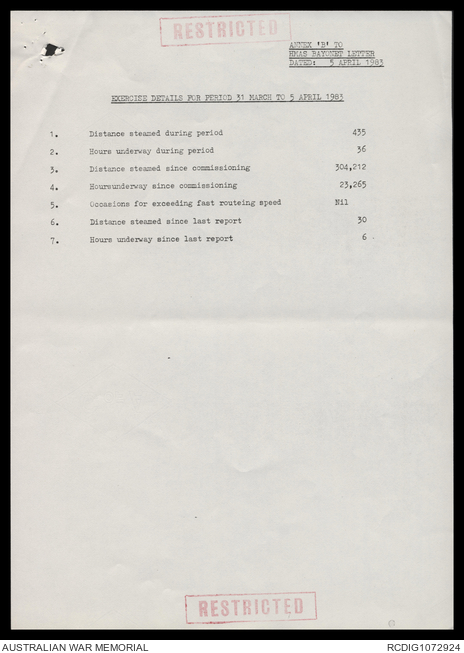 RESTRICTED
ANNEX 'B' TO
HMAS BAYONET LETTER
DATED: 5 APRIL 1983
EXERCISE DETAILS FOR PERIOD 31 MARCH TO 5 APRIL 1983
1. Distance steamed during period 435
2. Hours underway during period 36
3. Distance steamed since commissioning 304,212
4. Hoursunderway since commissioning 23,265
5. Occasions for exceeding fast routeing speed Nil
6. Distance steamed since last report 30
7. Hours underway since last report 6
RESTRICTED
AUSTRALIAN WAR MEMORIAL RCDIG1072924